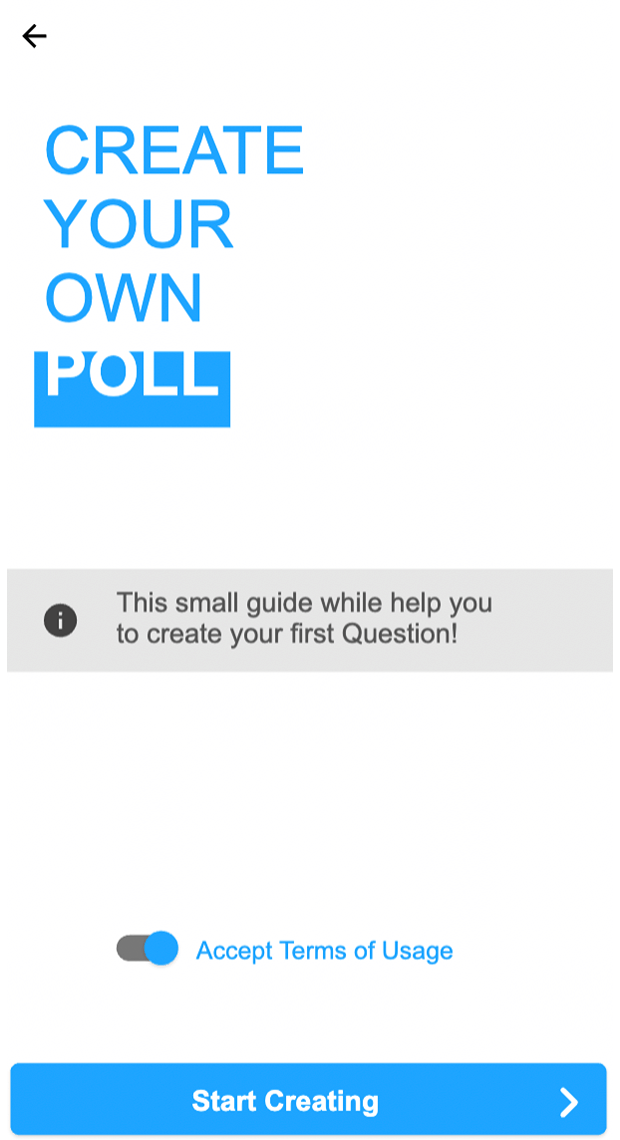 CREATE
YOUR
OWN
POLL
This small guide while help you
to create your first Question!
Accept Terms of Usage
Start Creating